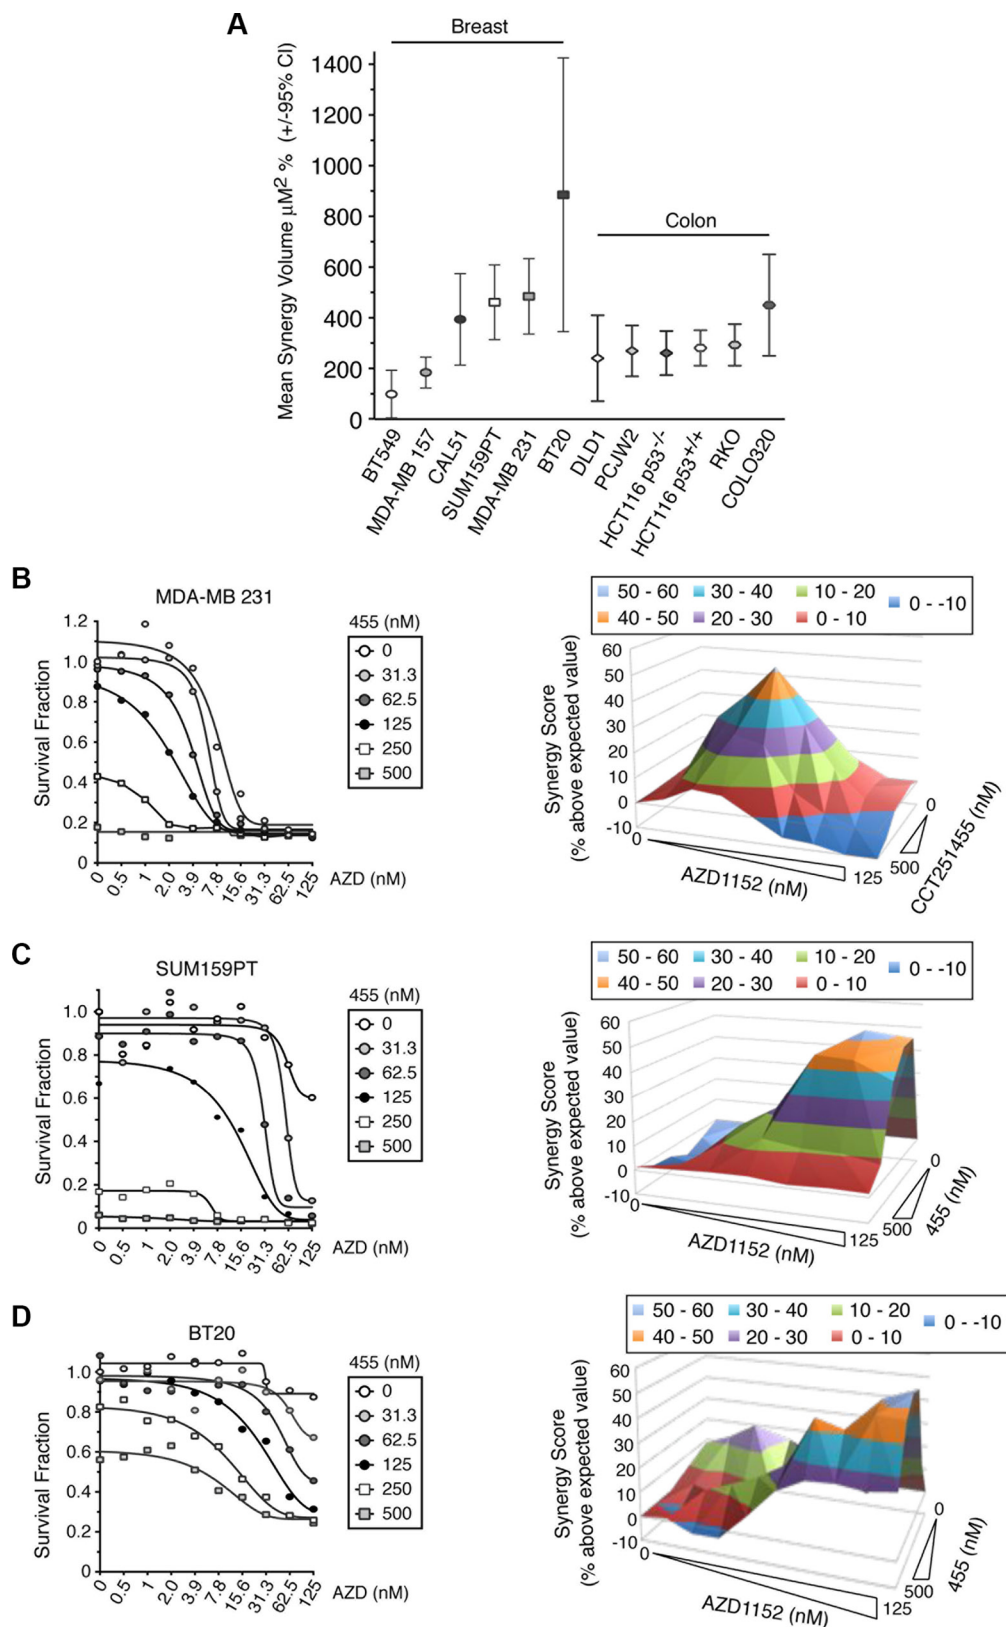 A
Breast
Colon
Mean Synergy Volume µM2 % (+/-95% CI)
1400
1200
1000
800
600
400
200
0
BT549
MDA-MB 157
CAL51
SUM159PT
MDA-MB 231
BT20
DLD1
PCJW2
HCT116 p53-/-
HCT116 p53+/+
RKO
COLO320
B
MDA-MB 231
Survival Fraction
1.2
1.0
0.8
0.6
0.4
0.2
0
0
0.5
1
2.0
3.9
7.8
15.6
31.3
62.5
125
AZD (nM)
455 (nM)
0
31.3
62.5
125
250
500
50 - 60
30 - 40
10 - 20
0 - -10
40 - 50
20 - 30
0 - 10
Synergy Score
(% above expected value)
60
50
40
30
20
10
0
-10
0
AZD1152 (nM)
125
500
0
CCT251455 (nM)
C
SUM159PT
Survival Fraction
1.0
0.8
0.6
0.4
0.2
0
0
0.5
1
2.0
3.9
7.8
15.6
31.3
62.5
125
AZD (nM)
455 (nM)
0
31.3
62.5
125
250
500
50 - 60
30 - 40
10 - 20
0 - -10
40 - 50
20 - 30
0 - 10
Synergy Score
(% above expected value)
60
50
40
30
20
10
0
-10
0
AZD1152 (nM)
125
500
0
455 (nM)
D
BT20
Survival Fraction
1.0
0.8
0.6
0.4
0.2
0
0
0.5
1
2.0
3.9
7.8
15.6
31.3
62.5
125
AZD (nM)
455 (nM)
0
31.3
62.5
125
250
500
50 - 60
30 - 40
10 - 20
0 - -10
40 - 50
20 - 30
0 - 10
Synergy Score
(% above expected value)
60
50
40
30
20
10
0
-10
0
AZD1152 (nM)
125
500
0
455 (nM)